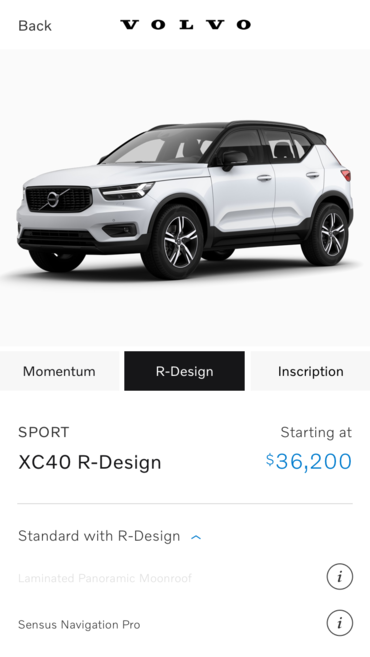 Back
VOLVO
Momentum
R-Design
Inscription
SPORT
Starting at
XC40 R-Design
$36,200
Standard with R-Design
Laminated Panoramic Moonroof
i
Sensus Navigation Pro
i